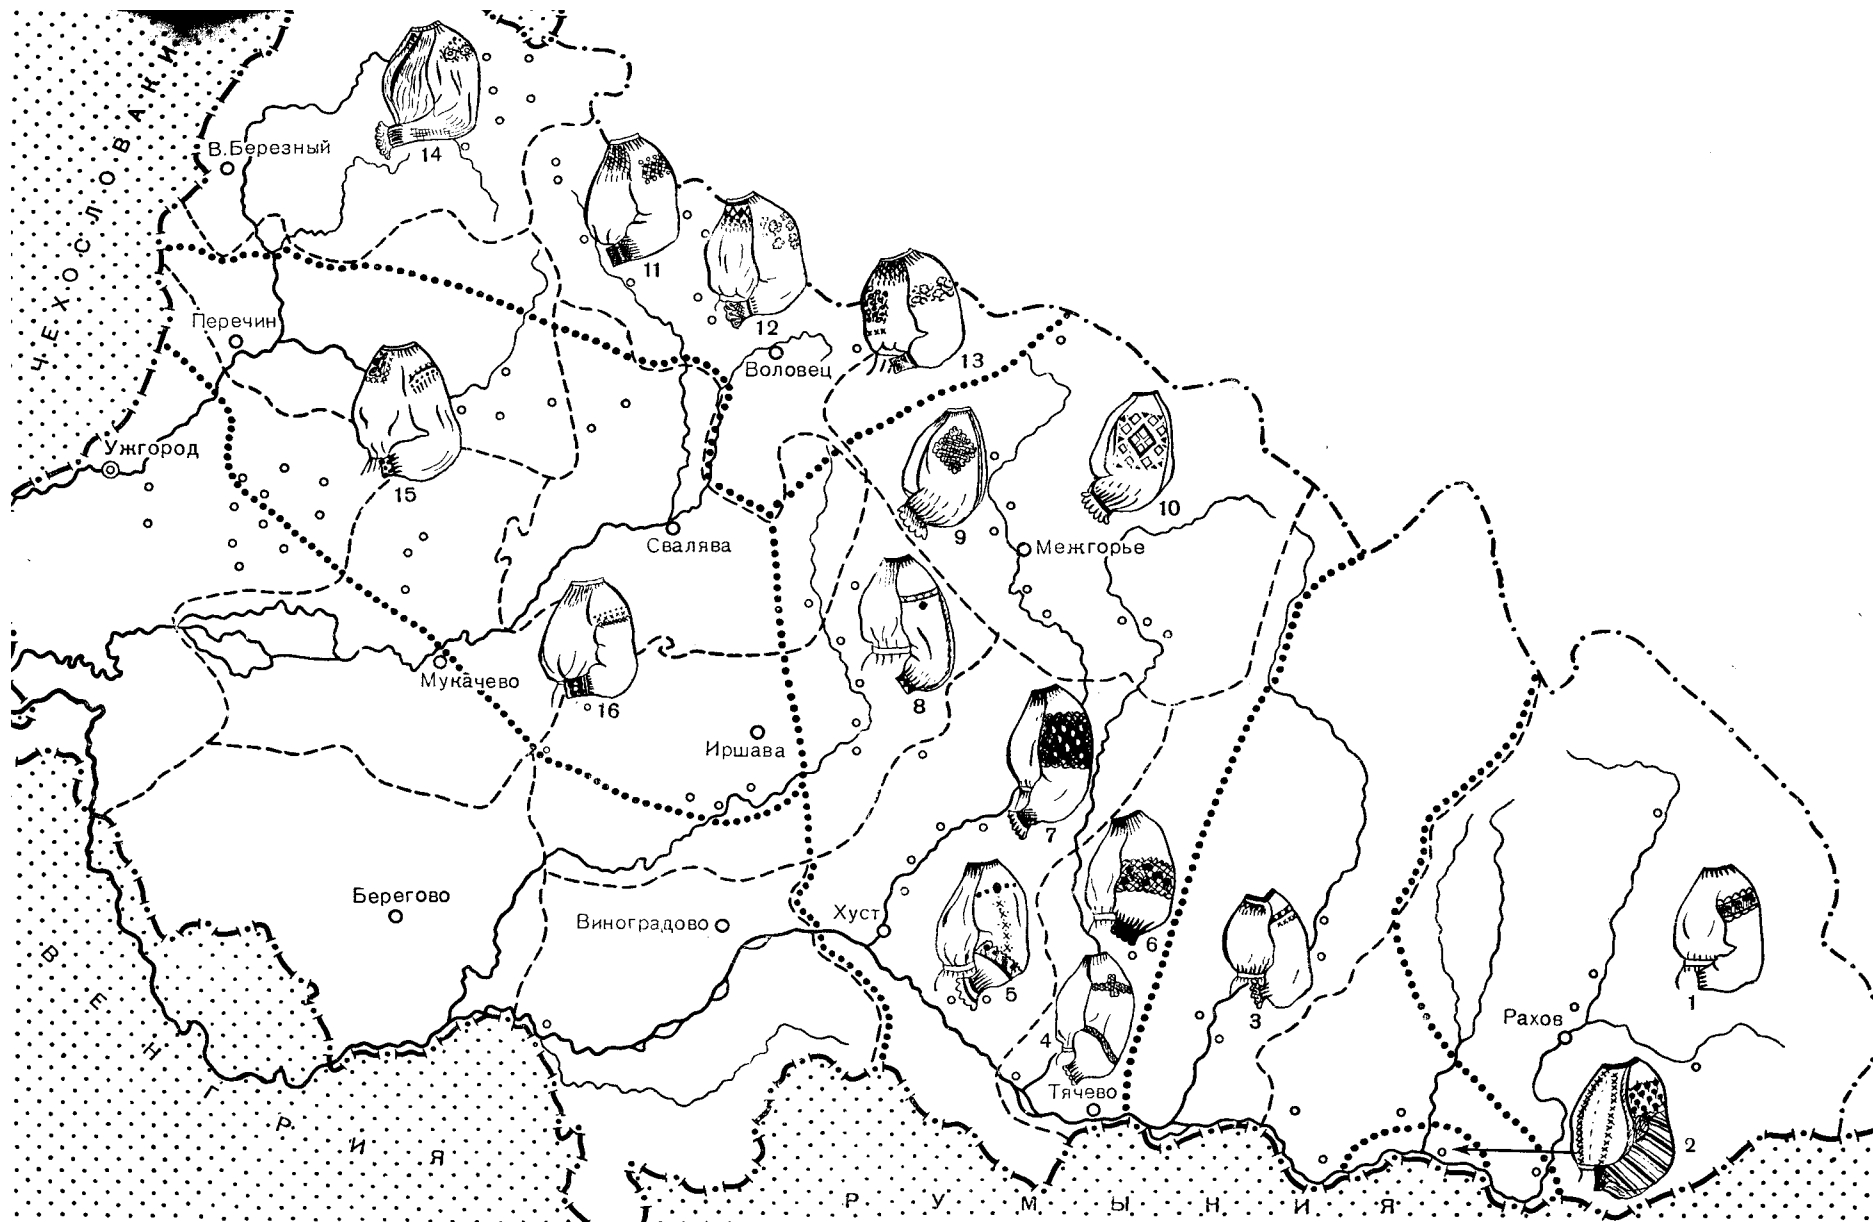 ЧЕХОСЛОВАКИ
В. Березный
14
11
12
13
Перечин
Воловец
15
Ужгород
9
10
Свалява
Межгорье
16
Мукачево
8
Иршава
7
Берегово
Виноградово
Хуст
5
6
4
3
1
Рахов
Тячево
2
ВЕНГРИЯ
РУМЫНИЯ